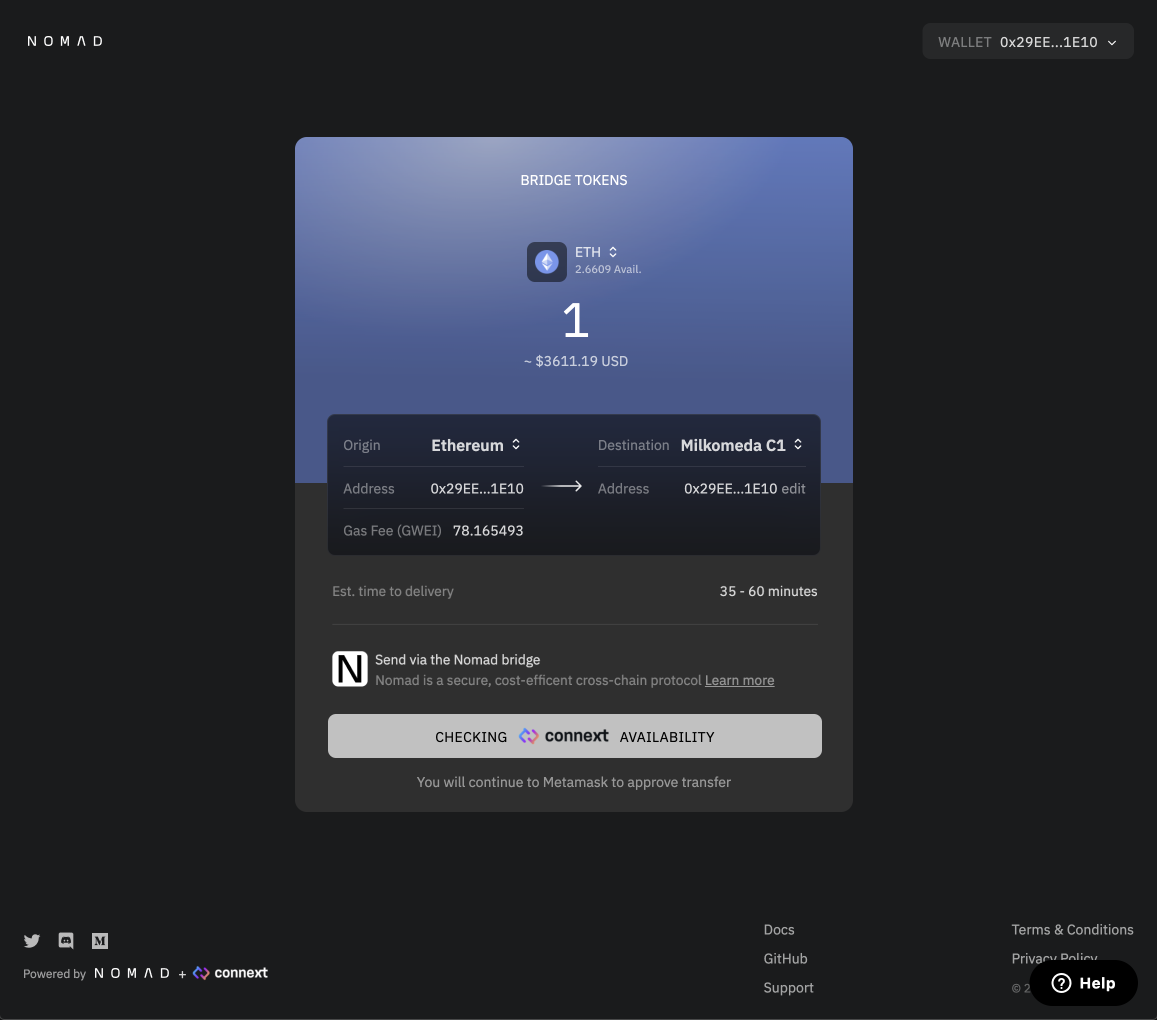 NOMAD
WALLET 0x29EE...1E10
BRIDGE TOKENS
ETH
2.6609 Avail.
1
~ $3611.19 USD
Origin Ethereum
Destination Milkomeda C1
Address 0x29EE...1E10
Address 0x29EE...1E10 edit
Gas Fee (GWEI) 78.165493
Est. time to delivery 35 - 60 minutes
N
Send via the Nomad bridge
Nomad is a secure, cost-efficent cross-chain protocol Learn more
CHECKING connext AVAILABILITY
You will continue to Metamask to approve transfer
M
Powered by NOMAD + connext
Docs
GitHub
Support
Terms & Conditions
Privacy Policy
© 2
? Help